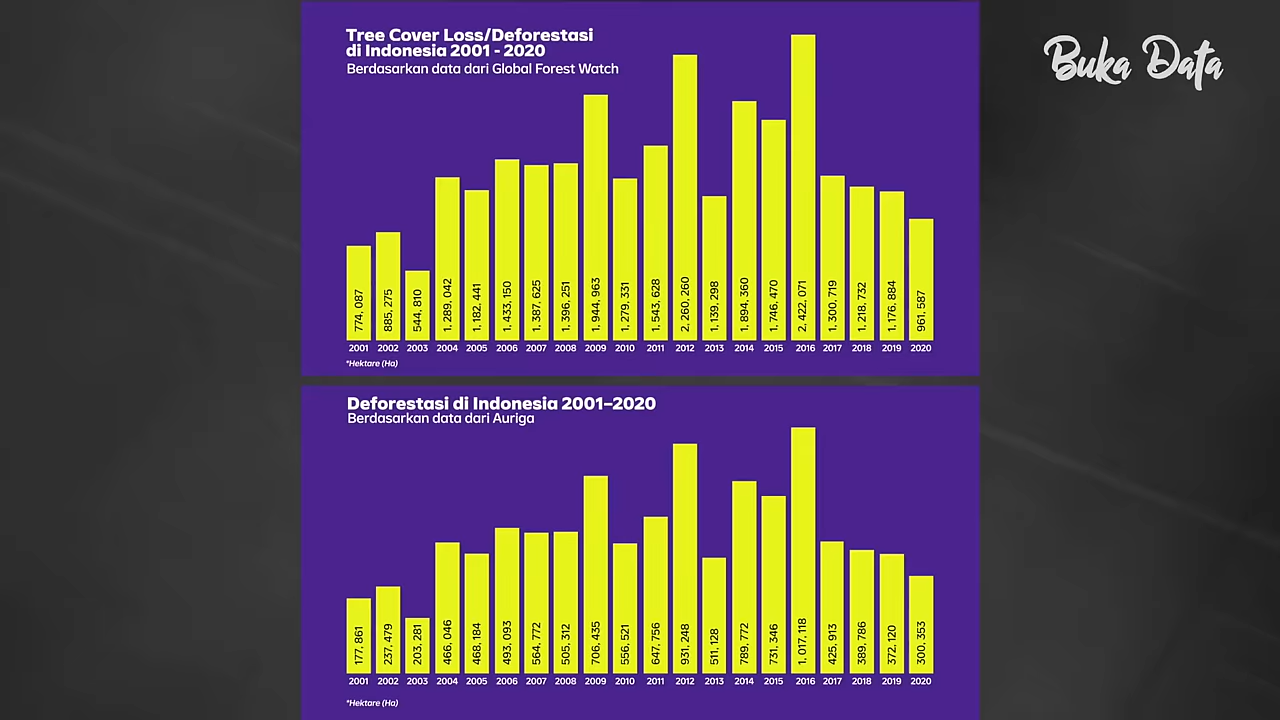 Tree Cover Loss/Deforestasi
di Indonesia 2001 - 2020
Berdasarkan data dari Global Forest Watch
Buka Data
774, 087
885, 275
544, 810
1, 289, 042
1, 182, 441
1, 433, 150
1, 387, 625
1, 396, 251
1, 944, 963
1, 279, 331
1, 543, 628
2, 260, 260
1, 139, 298
1, 894, 360
1, 746, 470
2, 422, 071
1, 300, 719
1, 218, 732
1, 176, 884
961, 587
2001 2002 2003 2004 2005 2006 2007 2008 2009 2010 2011 2012 2013 2014 2015 2016 2017 2018 2019 2020
*Hektare (Ha)
Deforestasi di Indonesia 2001–2020
Berdasarkan data dari Auriga
177, 861
237, 479
203, 281
466, 046
468, 184
493, 093
564, 772
505, 312
706, 435
556, 521
647, 756
931, 248
511, 128
789, 772
731, 346
1, 017, 118
425, 913
389, 786
372, 120
300, 353
2001 2002 2003 2004 2005 2006 2007 2008 2009 2010 2011 2012 2013 2014 2015 2016 2017 2018 2019 2020
*Hektare (Ha)